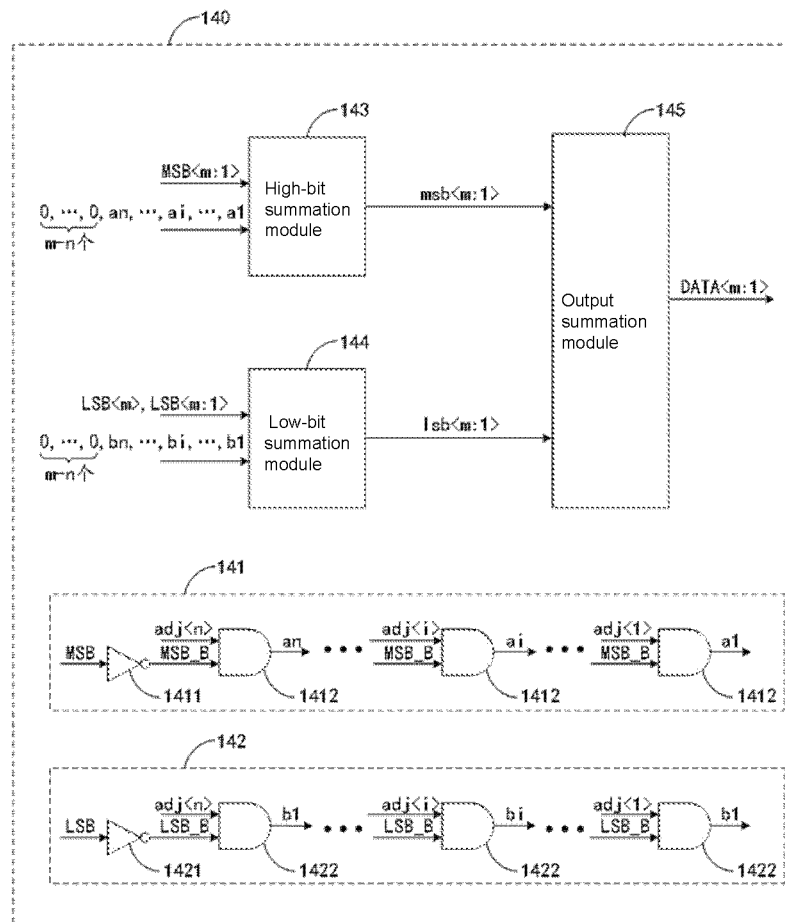 140
143
145
MSB<m:1>
High-bit
summation
module
msb<m:1>
0, ⋯, 0, an, ⋯, ai, ⋯, a1
m-n个
DATA<m:1>
Output
summation
module
144
LSB<m>, LSB<m:1>
Low-bit
summation
module
lsb<m:1>
0, ⋯, 0, bn, ⋯, bi, ⋯, b1
m-n个
141
adj<n> an adj<i> ai adj<1> a1
MSB MSB_B MSB_B MSB_B
1411 1412 1412 1412
142
adj<n> b1 adj<i> bi adj<1> b1
LSB LSB_B LSB_B LSB_B
1421 1422 1422 1422